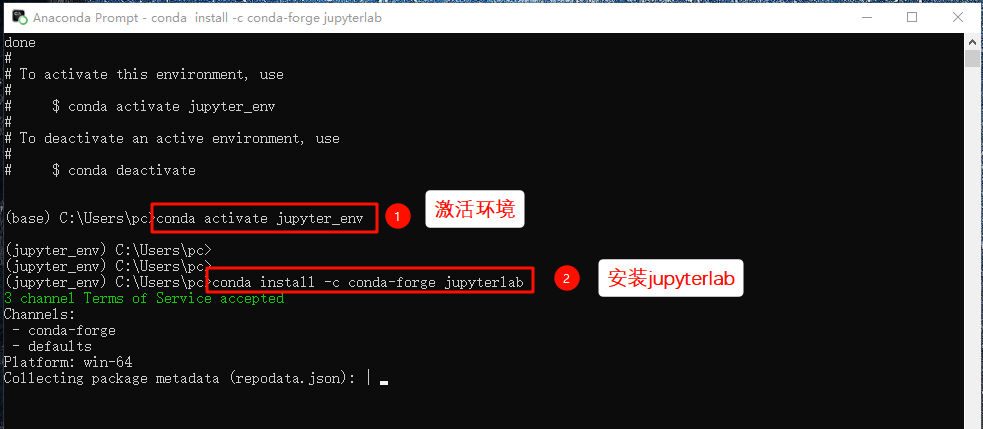 Anaconda Prompt - conda  install -c conda-forge jupyterlab
done
#
# To activate this environment, use
#
#     $ conda activate jupyter_env
#
# To deactivate an active environment, use
#
#     $ conda deactivate
(base) C:\Users\pc>conda activate jupyter_env
1
激活环境
(jupyter_env) C:\Users\pc>
(jupyter_env) C:\Users\pc>
(jupyter_env) C:\Users\pc>conda install -c conda-forge jupyterlab
2
安装jupyterlab
3 channel Terms of Service accepted
Channels:
 - conda-forge
 - defaults
Platform: win-64
Collecting package metadata (repodata.json): |